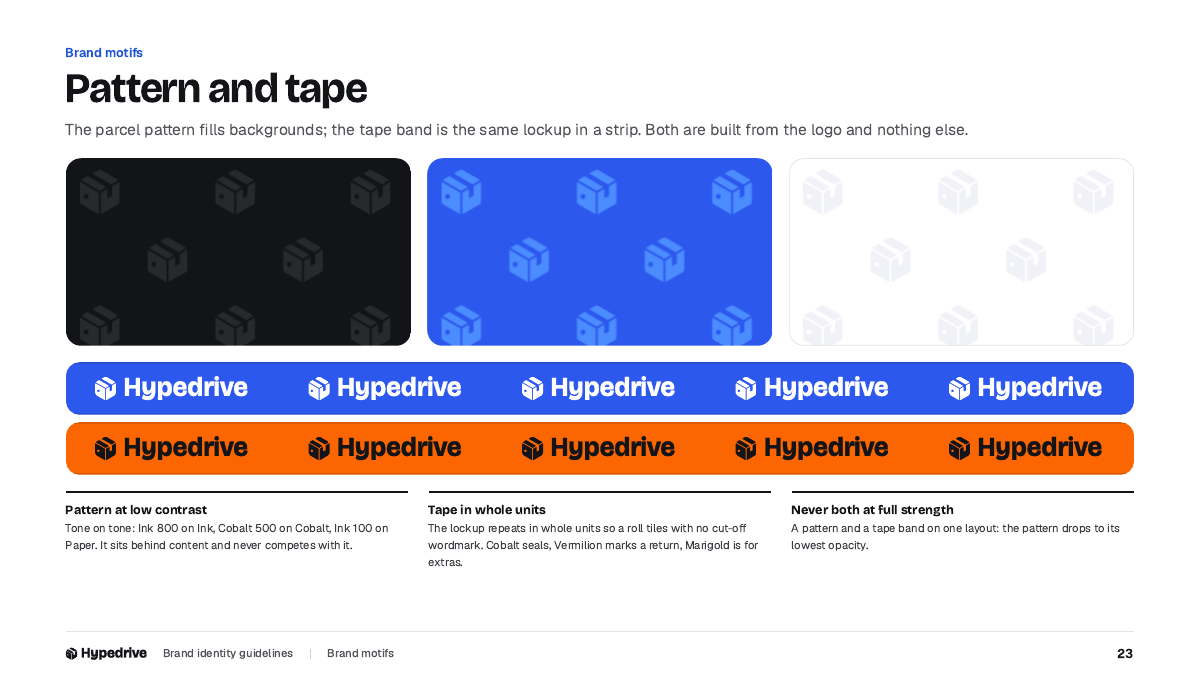 Brand motifs
Pattern and tape
The parcel pattern fills backgrounds; the tape band is the same lockup in a strip. Both are built from the logo and nothing else.
Hypedrive Hypedrive Hypedrive Hypedrive Hypedrive
Hypedrive Hypedrive Hypedrive Hypedrive Hypedrive
Pattern at low contrast
Tone on tone: Ink 800 on Ink, Cobalt 500 on Cobalt, Ink 100 on
Paper. It sits behind content and never competes with it.
Tape in whole units
The lockup repeats in whole units so a roll tiles with no cut-off
wordmark. Cobalt seals, Vermilion marks a return, Marigold is for
extras.
Never both at full strength
A pattern and a tape band on one layout: the pattern drops to its
lowest opacity.
Hypedrive Brand identity guidelines | Brand motifs 23